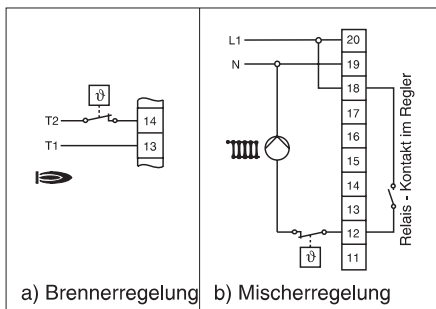 ϑ
T2
14
T1
13
a) Brennerregelung
L1
N
20
19
18
17
16
15
14
13
12
11
ϑ
Relais - Kontakt im Regler
b) Mischerregelung